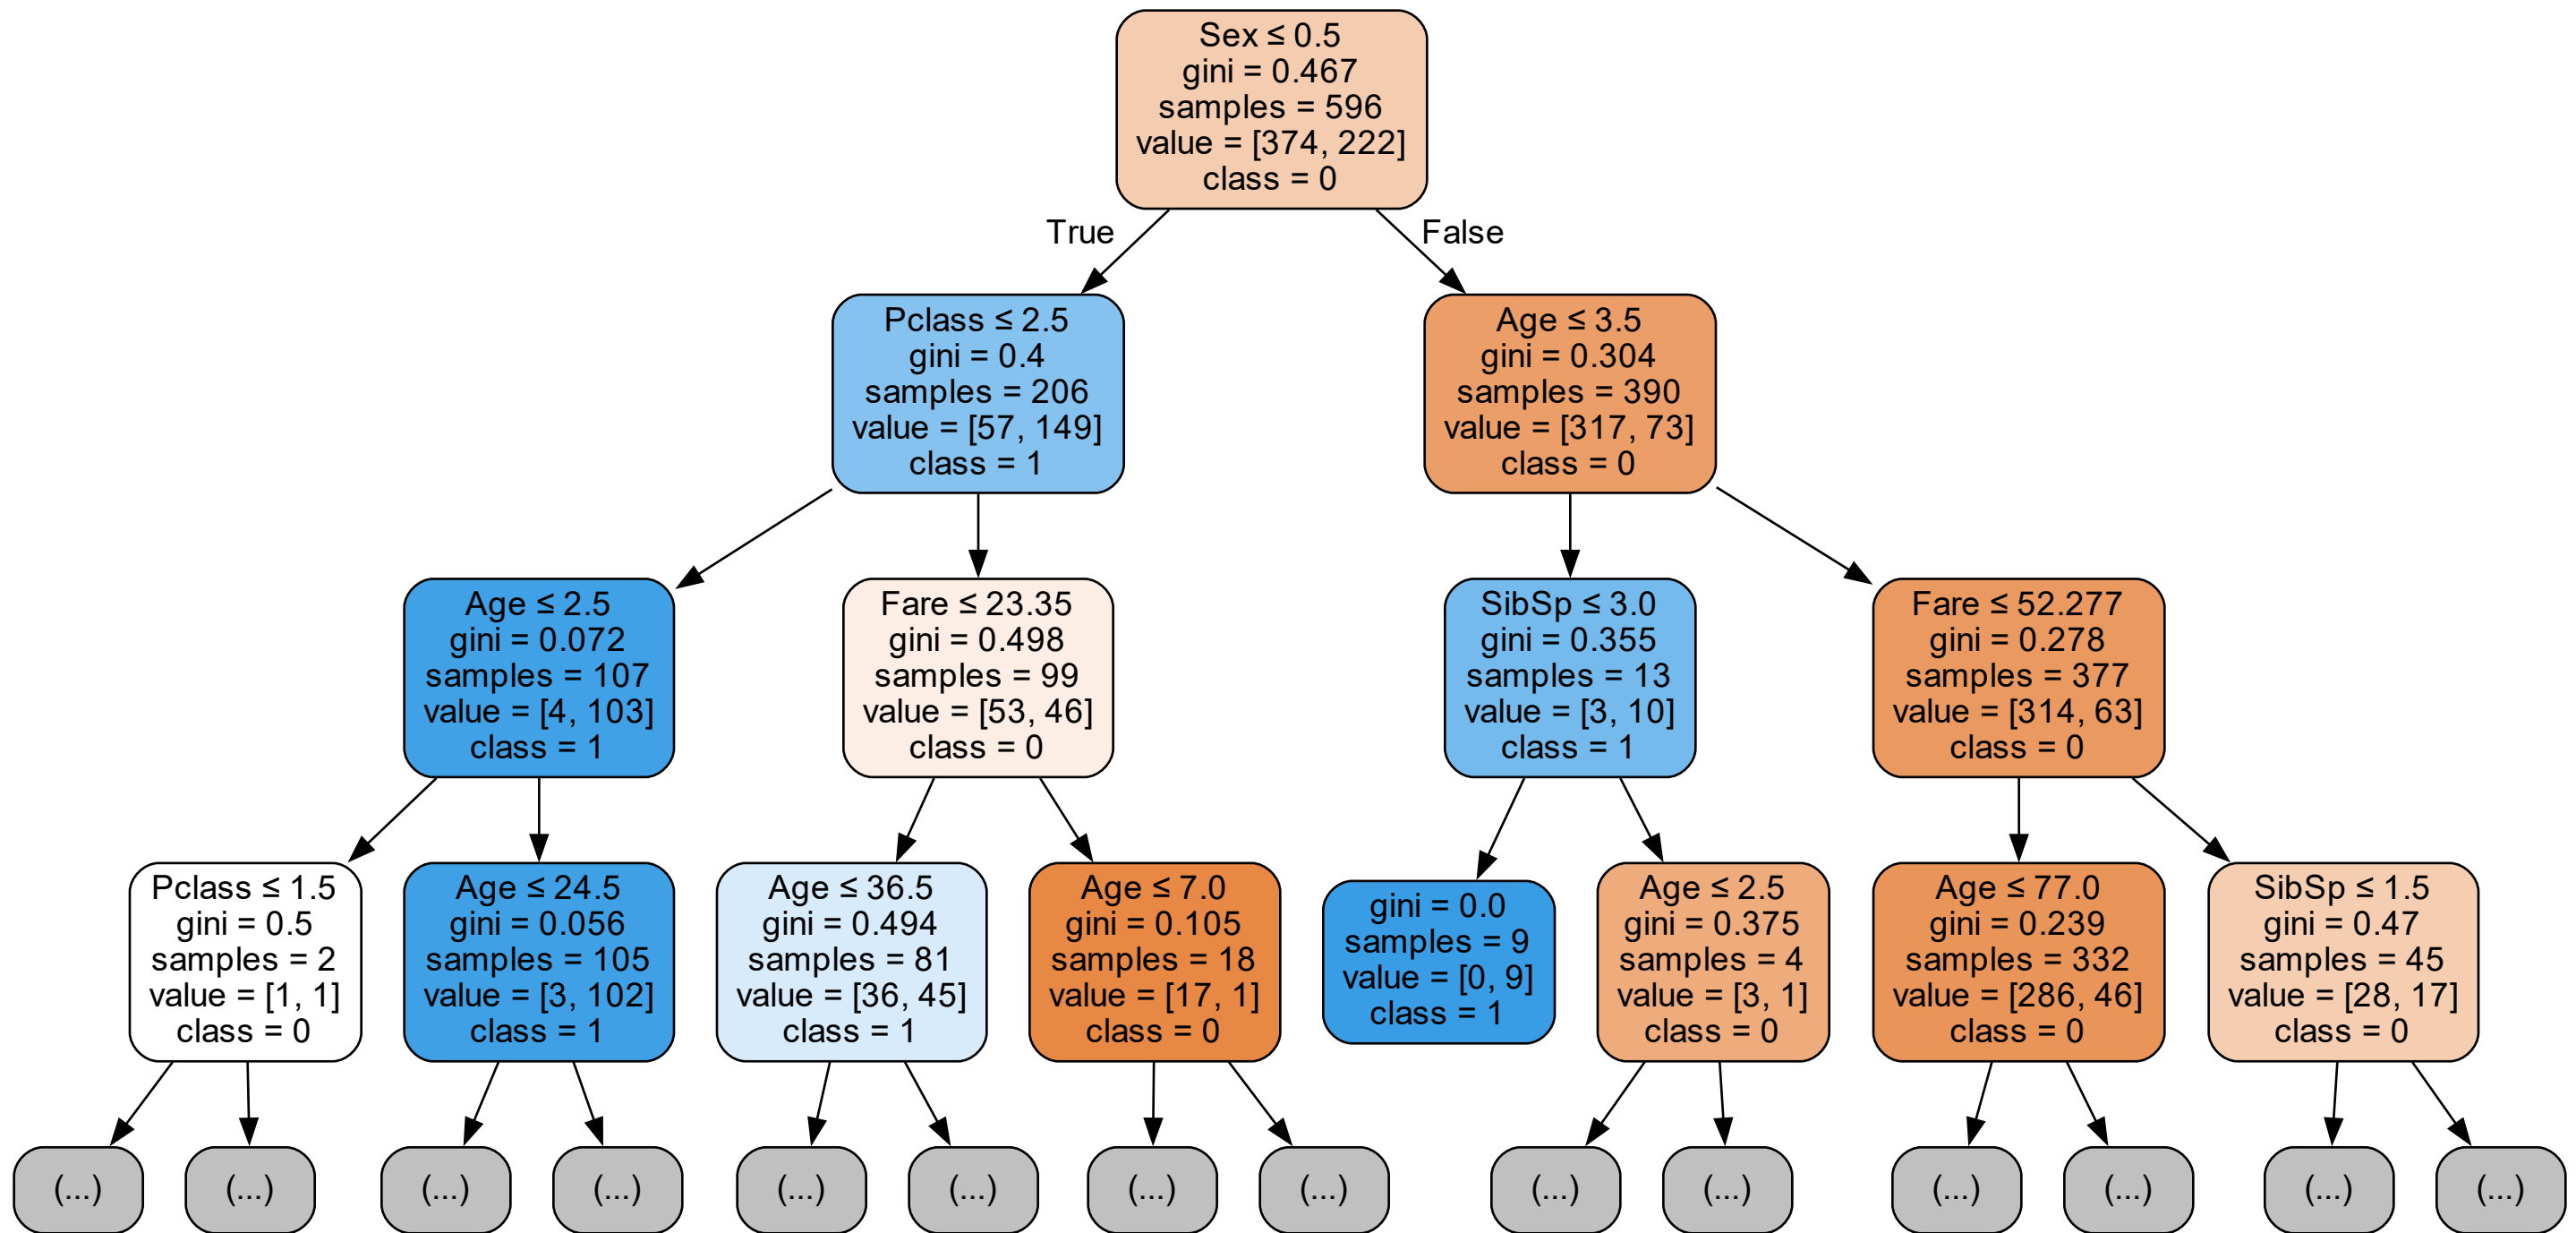 Sex ≤ 0.5
gini = 0.467
samples = 596
value = [374, 222]
class = 0
True
False
Pclass ≤ 2.5
gini = 0.4
samples = 206
value = [57, 149]
class = 1
Age ≤ 3.5
gini = 0.304
samples = 390
value = [317, 73]
class = 0
Age ≤ 2.5
gini = 0.072
samples = 107
value = [4, 103]
class = 1
Fare ≤ 23.35
gini = 0.498
samples = 99
value = [53, 46]
class = 0
SibSp ≤ 3.0
gini = 0.355
samples = 13
value = [3, 10]
class = 1
Fare ≤ 52.277
gini = 0.278
samples = 377
value = [314, 63]
class = 0
Pclass ≤ 1.5
gini = 0.5
samples = 2
value = [1, 1]
class = 0
Age ≤ 24.5
gini = 0.056
samples = 105
value = [3, 102]
class = 1
Age ≤ 36.5
gini = 0.494
samples = 81
value = [36, 45]
class = 1
Age ≤ 7.0
gini = 0.105
samples = 18
value = [17, 1]
class = 0
gini = 0.0
samples = 9
value = [0, 9]
class = 1
Age ≤ 2.5
gini = 0.375
samples = 4
value = [3, 1]
class = 0
Age ≤ 77.0
gini = 0.239
samples = 332
value = [286, 46]
class = 0
SibSp ≤ 1.5
gini = 0.47
samples = 45
value = [28, 17]
class = 0
(...)
(...)
(...)
(...)
(...)
(...)
(...)
(...)
(...)
(...)
(...)
(...)
(...)
(...)